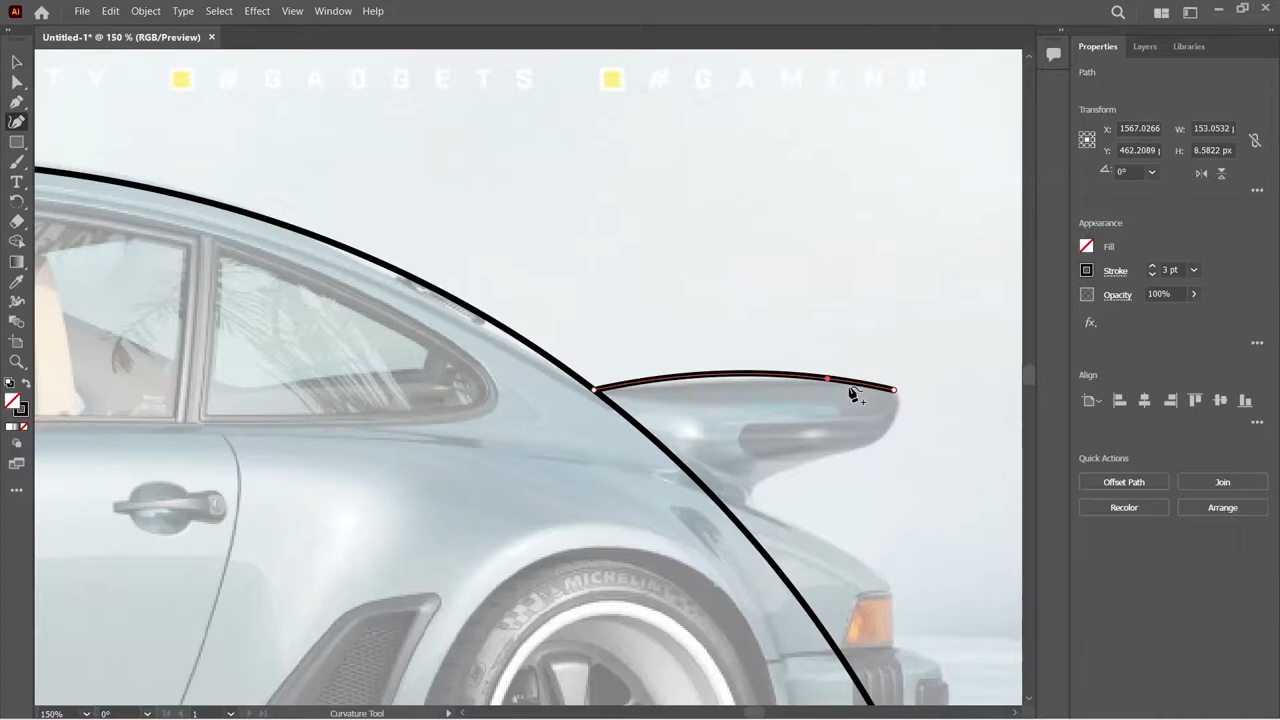 Ai File Edit Object Type Select Effect View Window Help
Untitled-1* @ 150 % (RGB/Preview) ×
T Y # G A D G E T S # G A M I N G
MICHELIN
Properties Layers Libraries
Path
Transform
X: 1567.0266 W: 153.0532
Y: 462.2089 H: 8.5822 px
0°
Appearance
Fill
Stroke 3 pt
Opacity 100%
fx.
Align
Quick Actions
Offset Path Join
Recolor Arrange
150% 0° 1 Curvature Tool